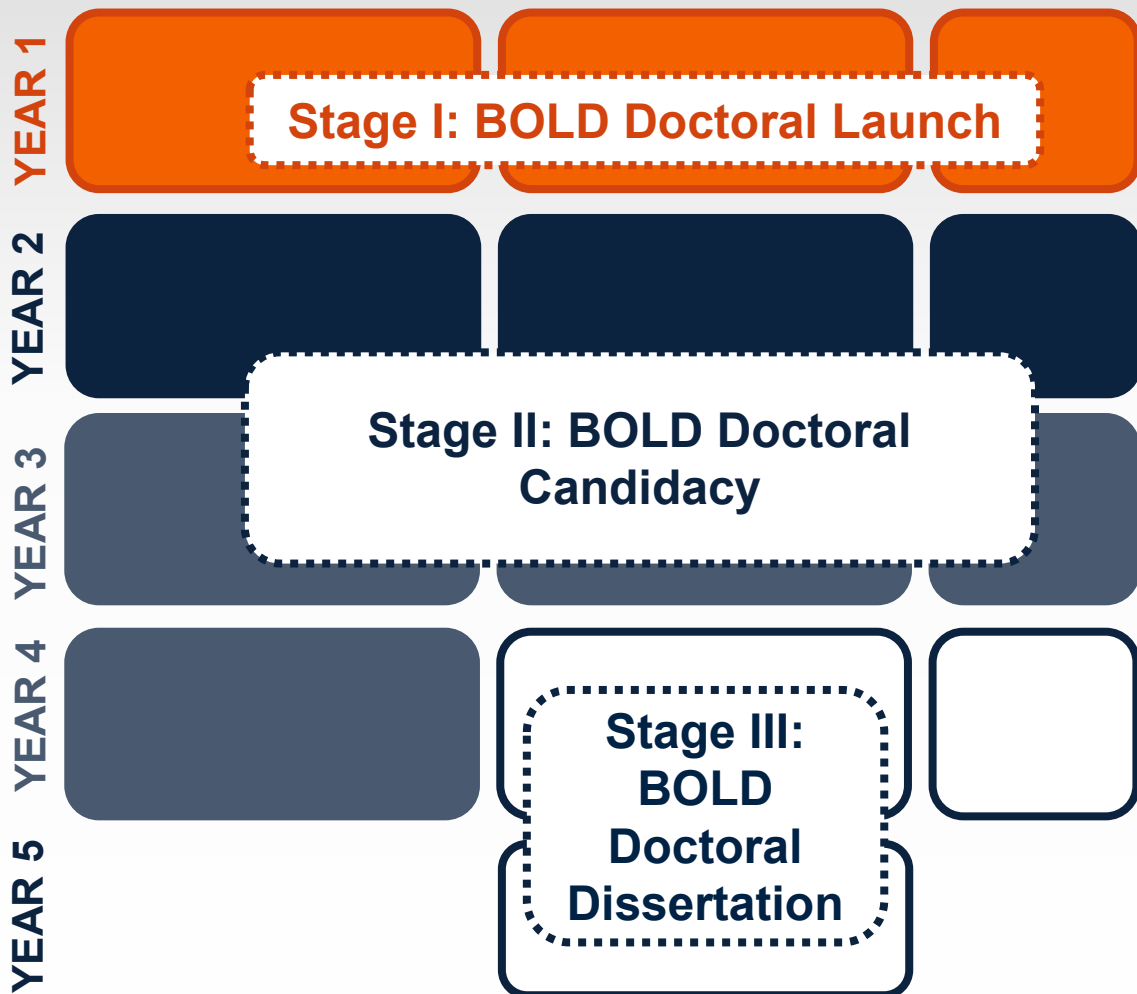 YEAR 1
Stage I: BOLD Doctoral Launch
YEAR 2
Stage II: BOLD Doctoral
Candidacy
YEAR 3
YEAR 4
Stage III:
BOLD
Doctoral
Dissertation
YEAR 5